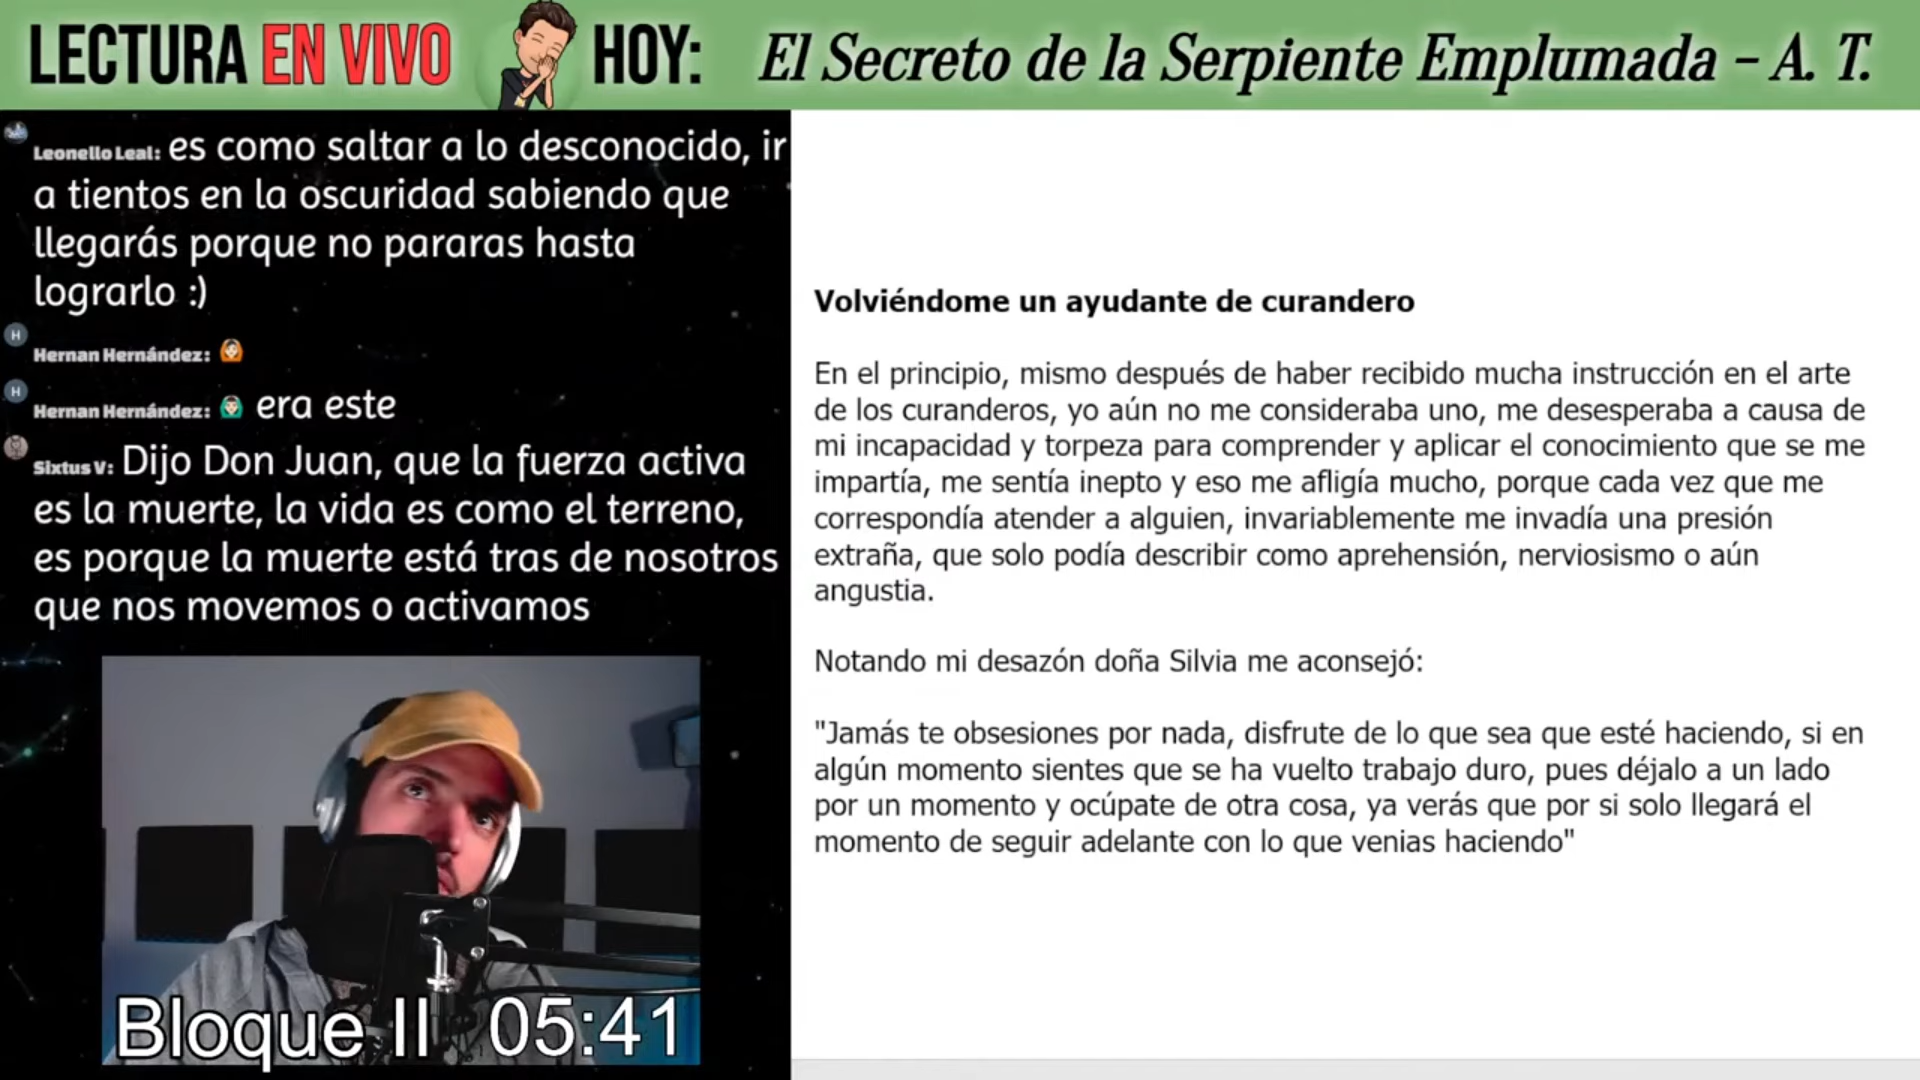 LECTURA EN VIVO HOY: El Secreto de la Serpiente Emplumada - A. T.
Leonello Leal: es como saltar a lo desconocido, ir
a tientos en la oscuridad sabiendo que
llegarás porque no pararas hasta
lograrlo :)
H
Hernan Hernández: 🙆🏻
H
Hernan Hernández: 🙆🏻‍♂️ era este
Sixtus V: Dijo Don Juan, que la fuerza activa
es la muerte, la vida es como el terreno,
es porque la muerte está tras de nosotros
que nos movemos o activamos
Bloque II 05:41
Volviéndome un ayudante de curandero
En el principio, mismo después de haber recibido mucha instrucción en el arte
de los curanderos, yo aún no me consideraba uno, me desesperaba a causa de
mi incapacidad y torpeza para comprender y aplicar el conocimiento que se me
impartía, me sentía inepto y eso me afligía mucho, porque cada vez que me
correspondía atender a alguien, invariablemente me invadía una presión
extraña, que solo podía describir como aprehensión, nerviosismo o aún
angustia.
Notando mi desazón doña Silvia me aconsejó:
"Jamás te obsesiones por nada, disfrute de lo que sea que esté haciendo, si en
algún momento sientes que se ha vuelto trabajo duro, pues déjalo a un lado
por un momento y ocúpate de otra cosa, ya verás que por si solo llegará el
momento de seguir adelante con lo que venias haciendo"